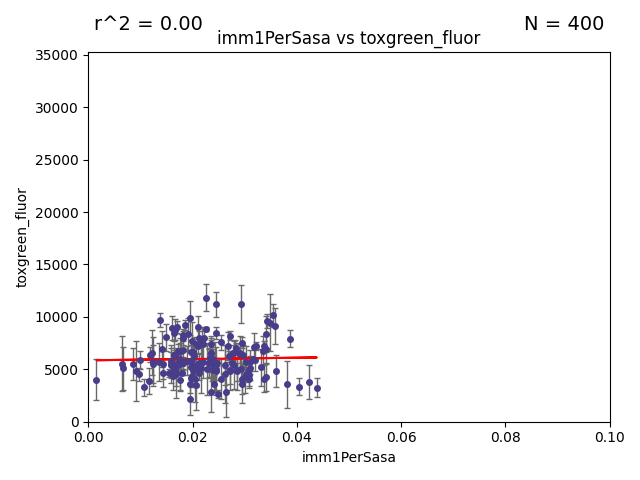 r^2 = 0.00
N = 400
imm1PerSasa vs toxgreen_fluor
35000
30000
25000
20000
15000
10000
5000
0
toxgreen_fluor
0.00
0.02
0.04
0.06
0.08
0.10
imm1PerSasa